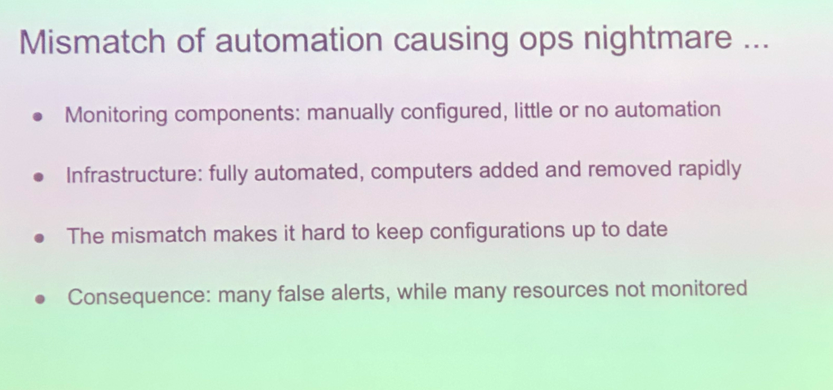 Mismatch of automation causing ops nightmare ...
• Monitoring components: manually configured, little or no automation
• Infrastructure: fully automated, computers added and removed rapidly
• The mismatch makes it hard to keep configurations up to date
• Consequence: many false alerts, while many resources not monitored